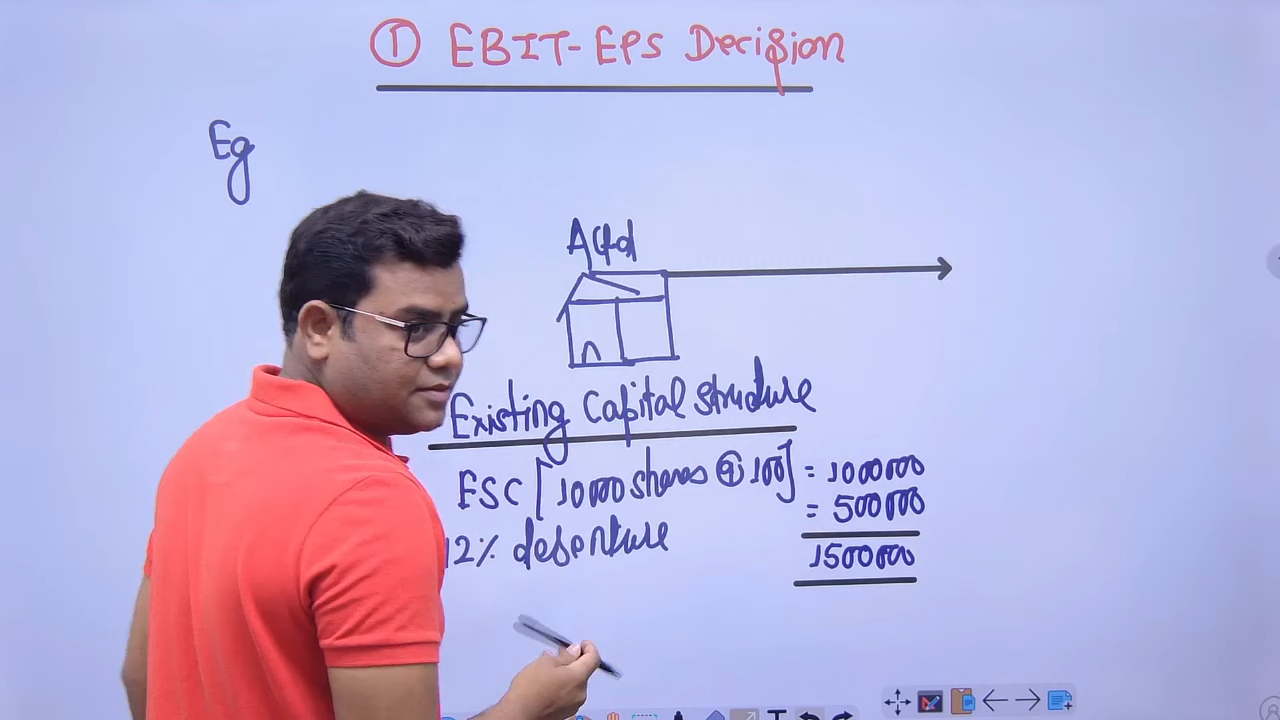 ① EBIT-EPS Decision
Eg
A Ltd
Existing Capital Structure
ESC [10000 shares @ 100] = 1000000
12% debenture = 500000
1500000